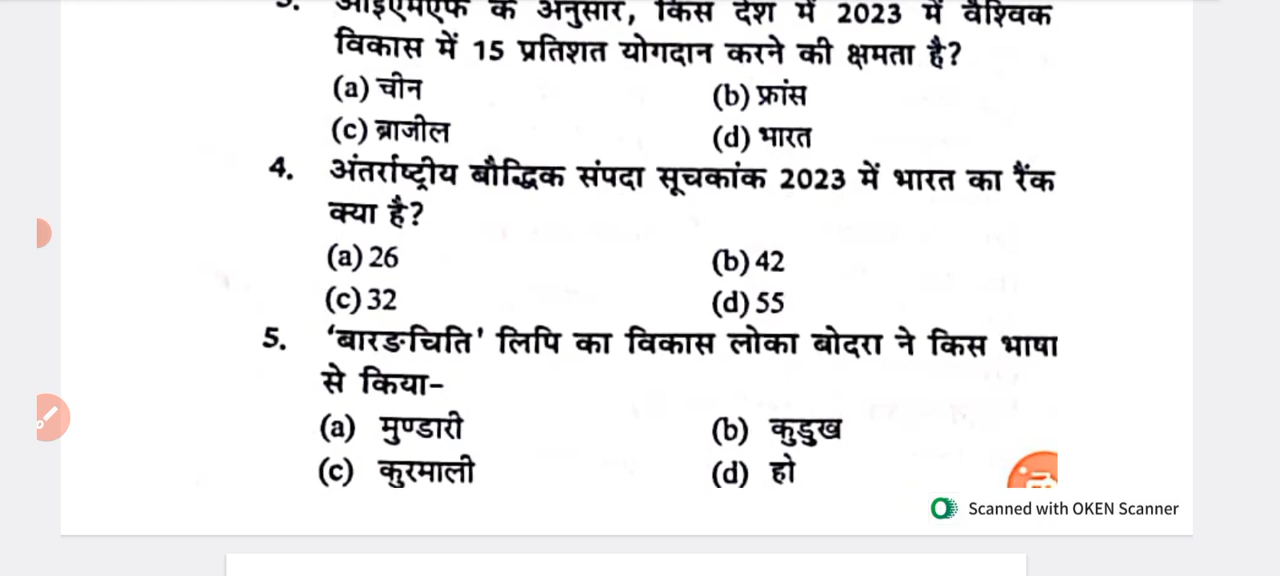 3. आईएमएफ के अनुसार, किस देश में 2023 में वैश्विक
विकास में 15 प्रतिशत योगदान करने की क्षमता है?
(a) चीन (b) फ्रांस
(c) ब्राजील (d) भारत
4. अंतर्राष्ट्रीय बौद्धिक संपदा सूचकांक 2023 में भारत का रैंक
क्या है?
(a) 26 (b) 42
(c) 32 (d) 55
5. 'बारङचिति' लिपि का विकास लोका बोदरा ने किस भाषा
से किया-
(a) मुण्डारी (b) कुडुख
(c) कुरमाली (d) हो
Scanned with OKEN Scanner